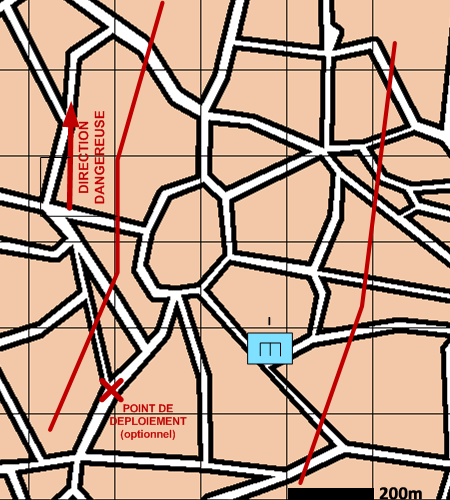 DIRECTION
DANGEREUSE
I
POINT DE
DEPLOIEMENT
(optionnel)
200m